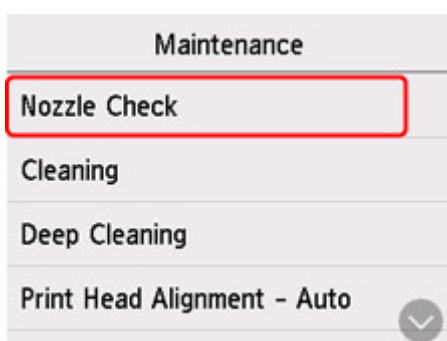 Maintenance
Nozzle Check
Cleaning
Deep Cleaning
Print Head Alignment - Auto